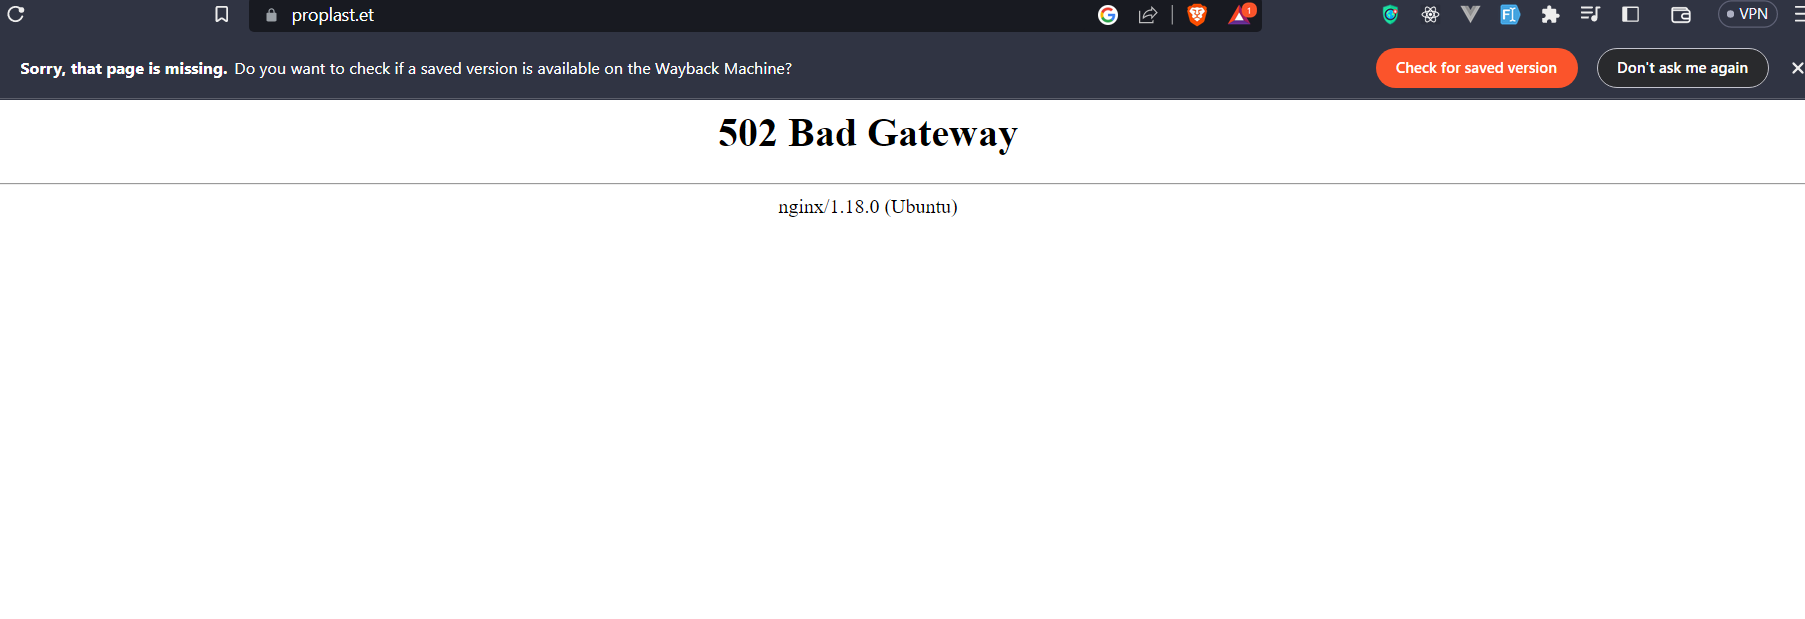 proplast.et
1
VPN
Sorry, that page is missing. Do you want to check if a saved version is available on the Wayback Machine?
Check for saved version
Don't ask me again
502 Bad Gateway
nginx/1.18.0 (Ubuntu)